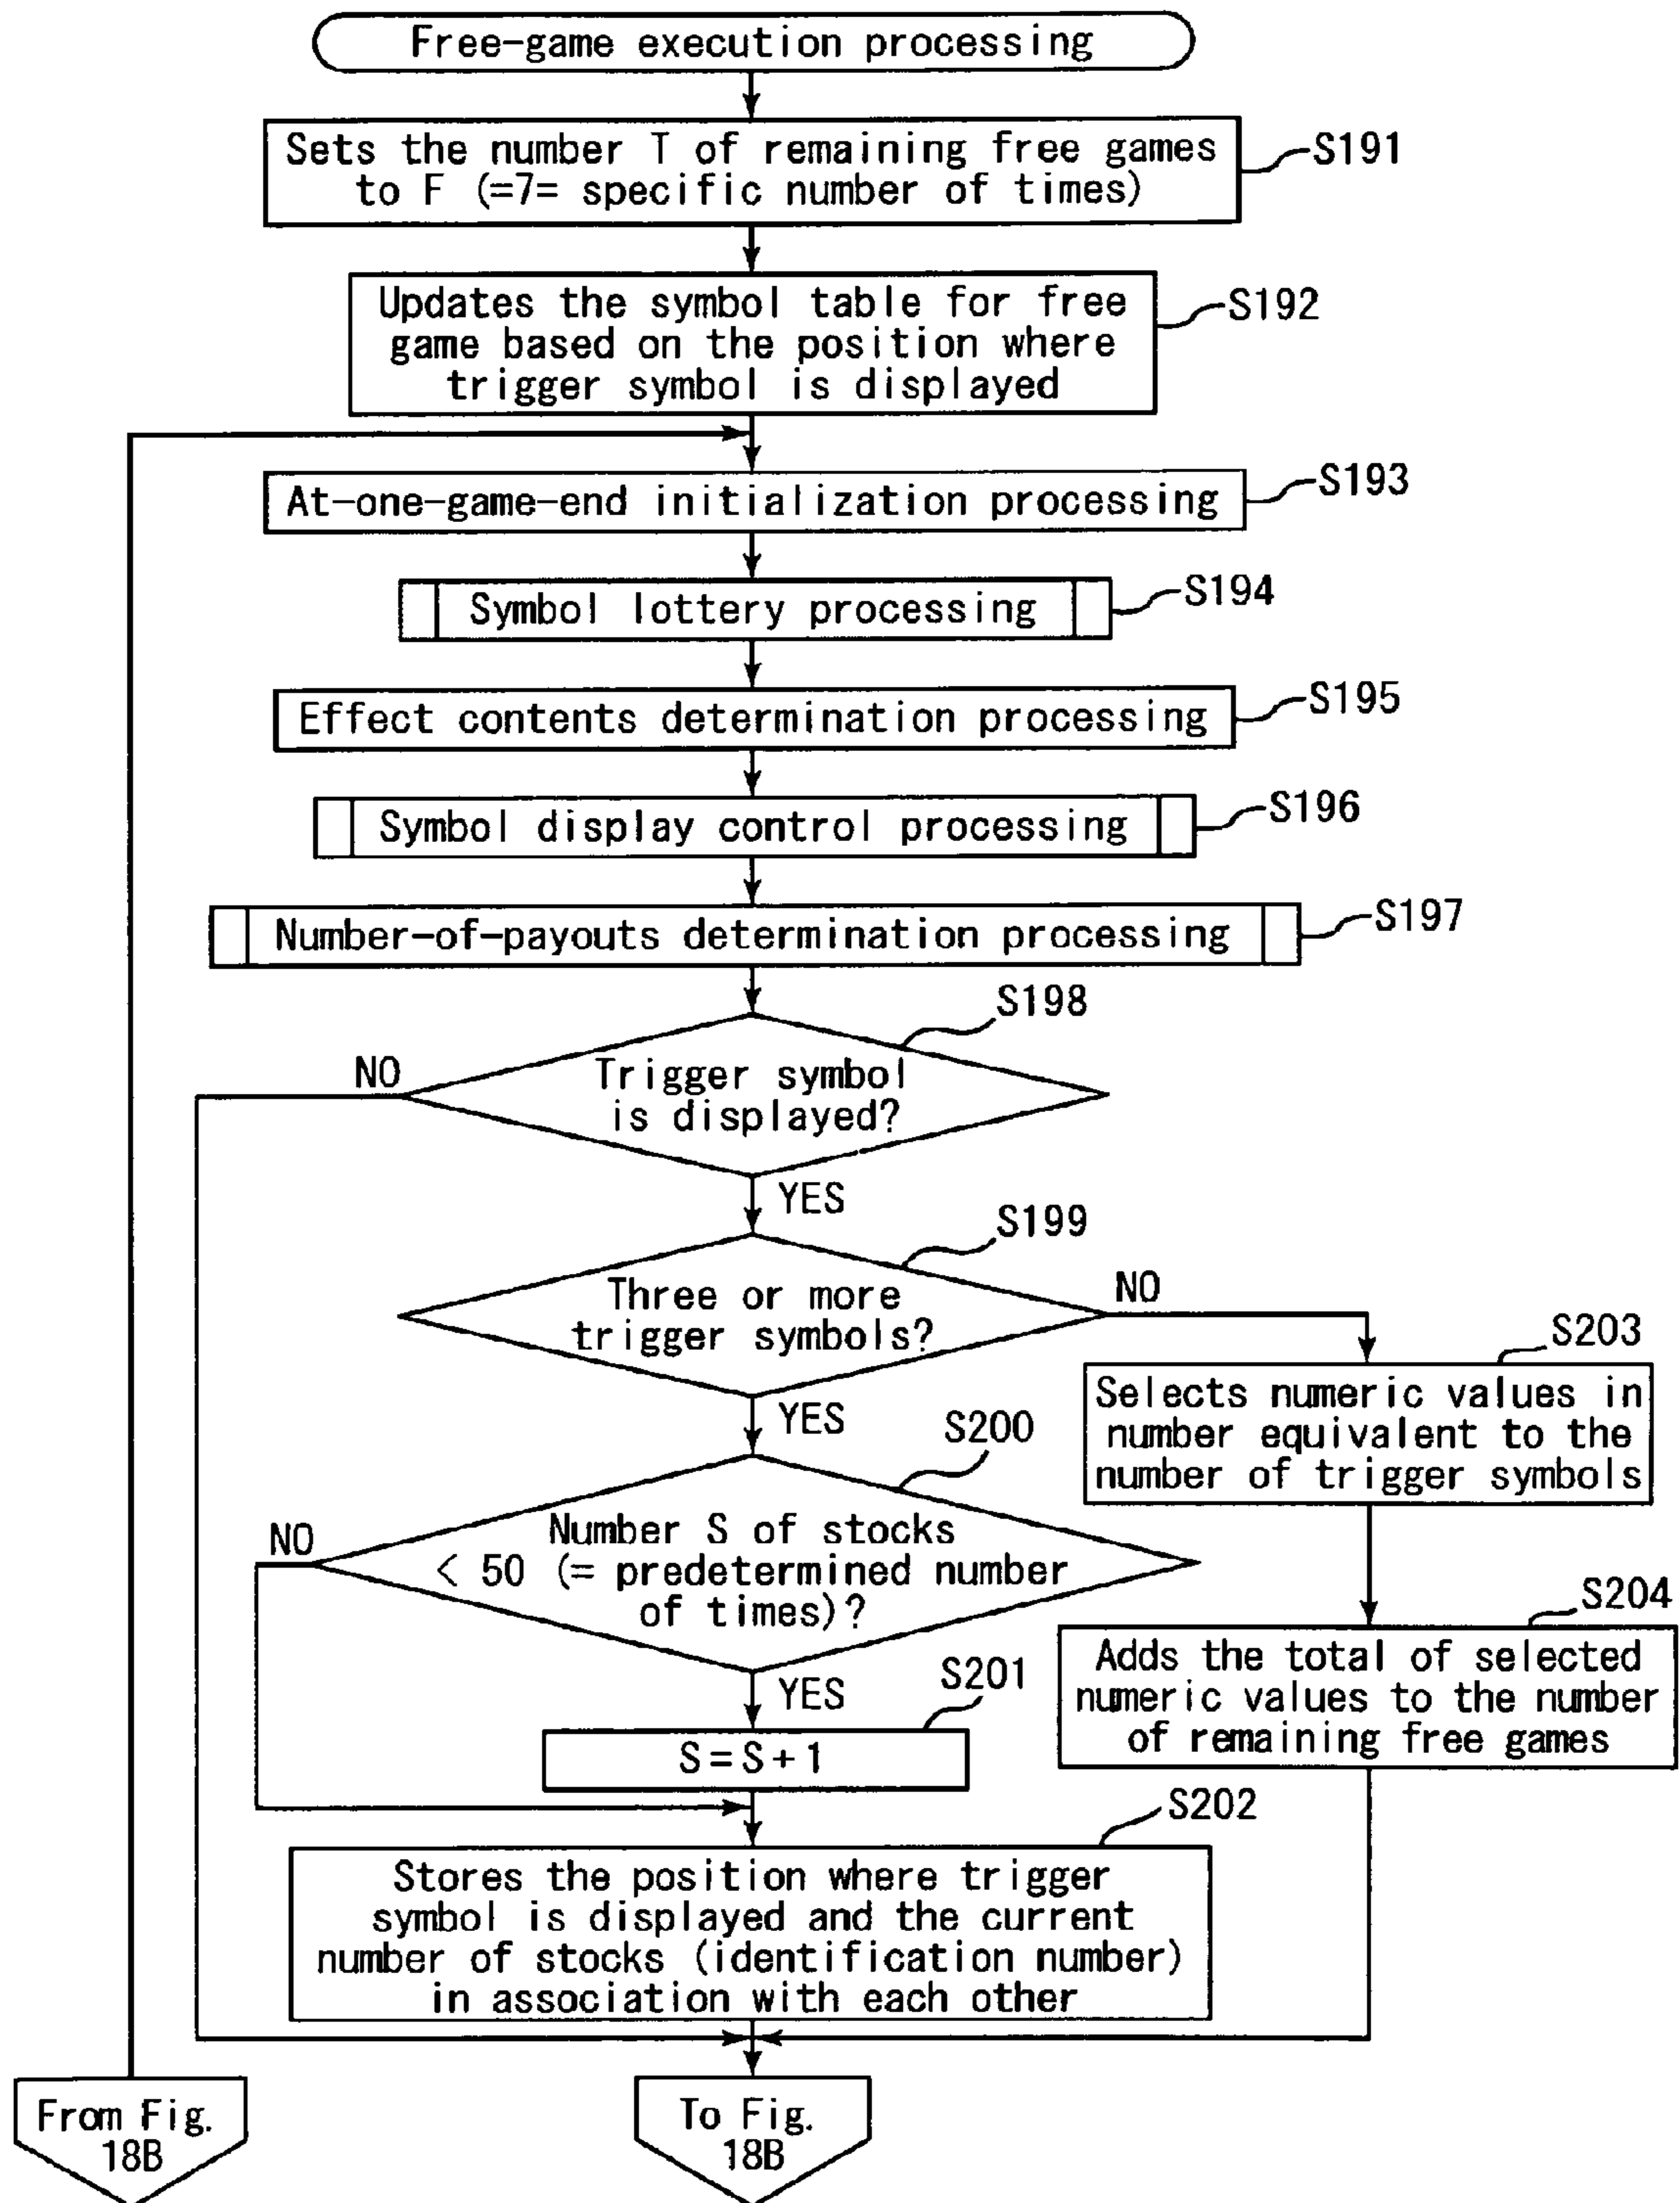 Free-game execution processing
Sets the number T of remaining free games
to F (=7= specific number of times)
S191
Updates the symbol table for free
game based on the position where
trigger symbol is displayed
S192
At-one-game-end initialization processing
S193
Symbol lottery processing
S194
Effect contents determination processing
S195
Symbol display control processing
S196
Number-of-payouts determination processing
S197
S198
NO
Trigger symbol
is displayed?
YES
S199
Three or more
trigger symbols?
NO
YES
S203
Selects numeric values in
number equivalent to the
number of trigger symbols
S200
NO
Number S of stocks
< 50 (= predetermined number
of times)?
YES
S204
Adds the total of selected
numeric values to the number
of remaining free games
S201
S=S+1
S202
Stores the position where trigger
symbol is displayed and the current
number of stocks (identification number)
in association with each other
From Fig.
18B
To Fig.
18B